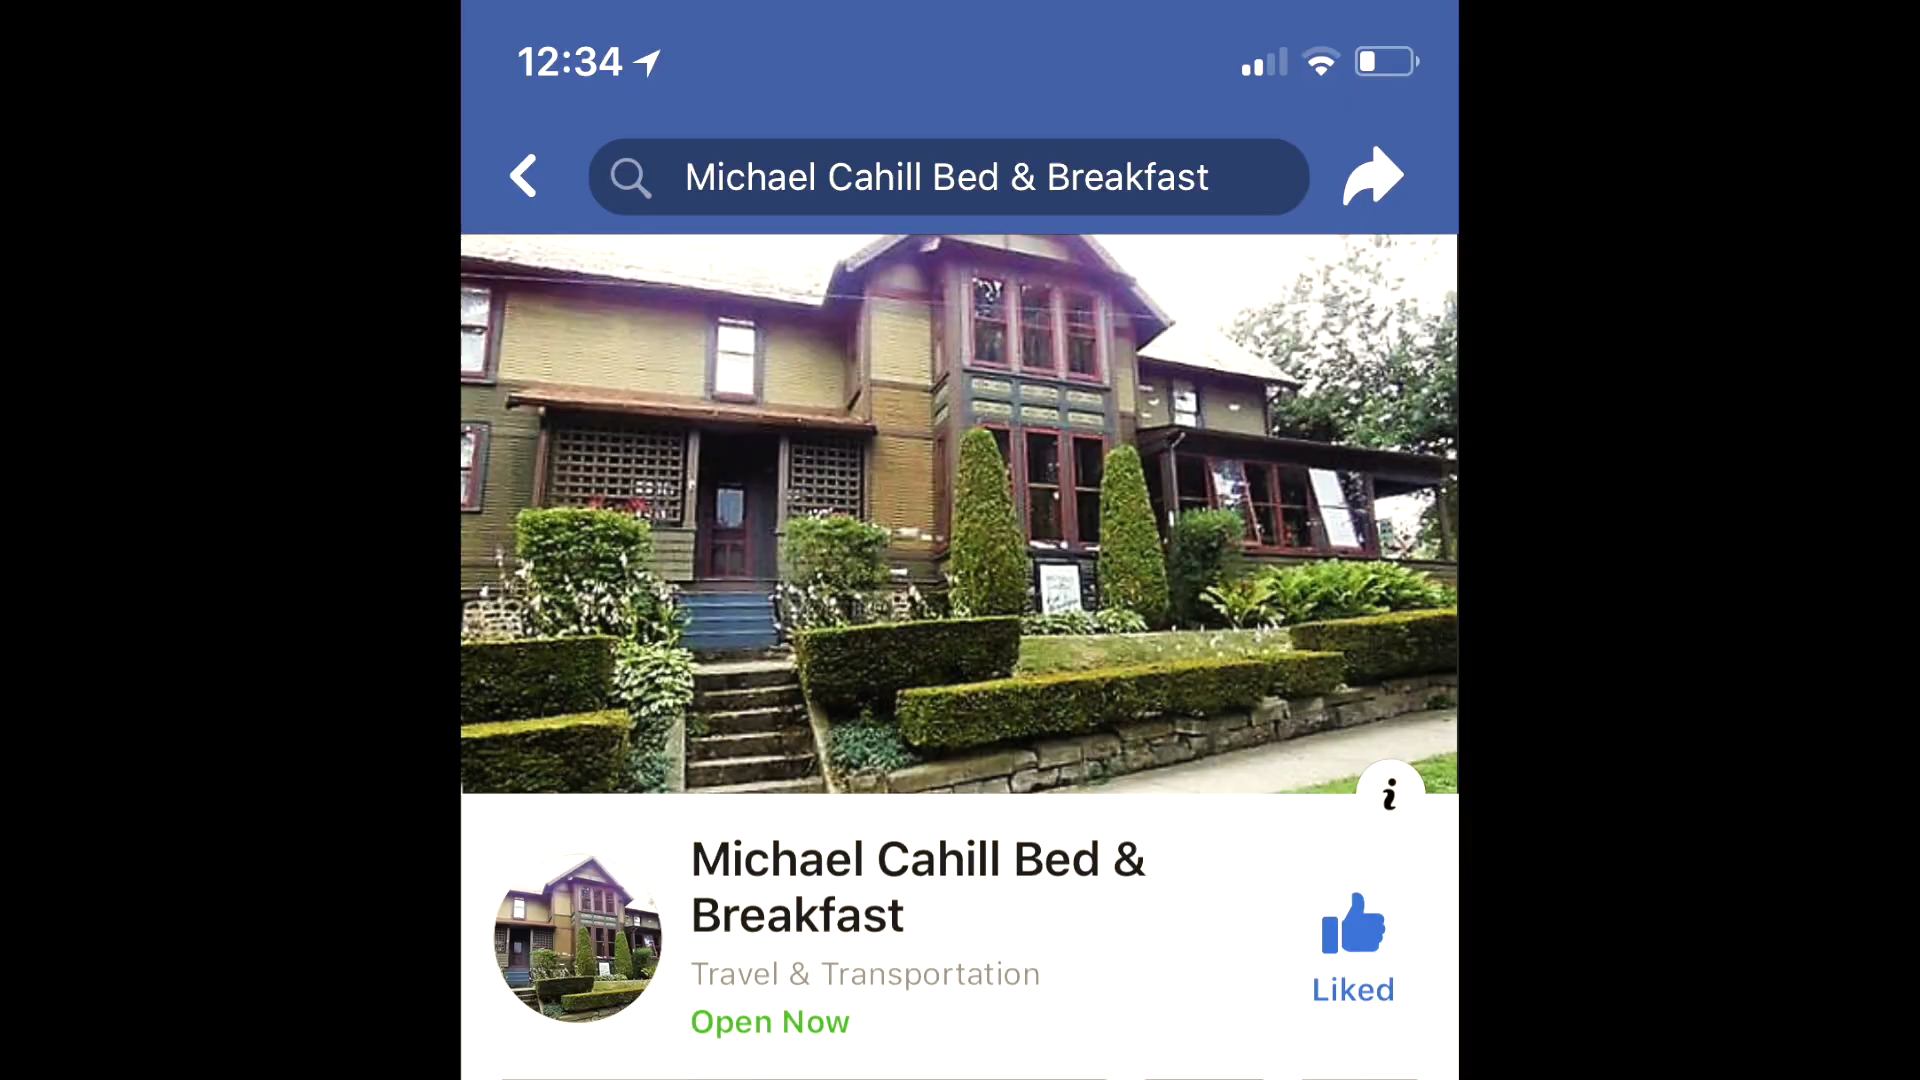 12:34
Michael Cahill Bed & Breakfast
i
Michael Cahill Bed &
Breakfast
Travel & Transportation
Open Now
Liked